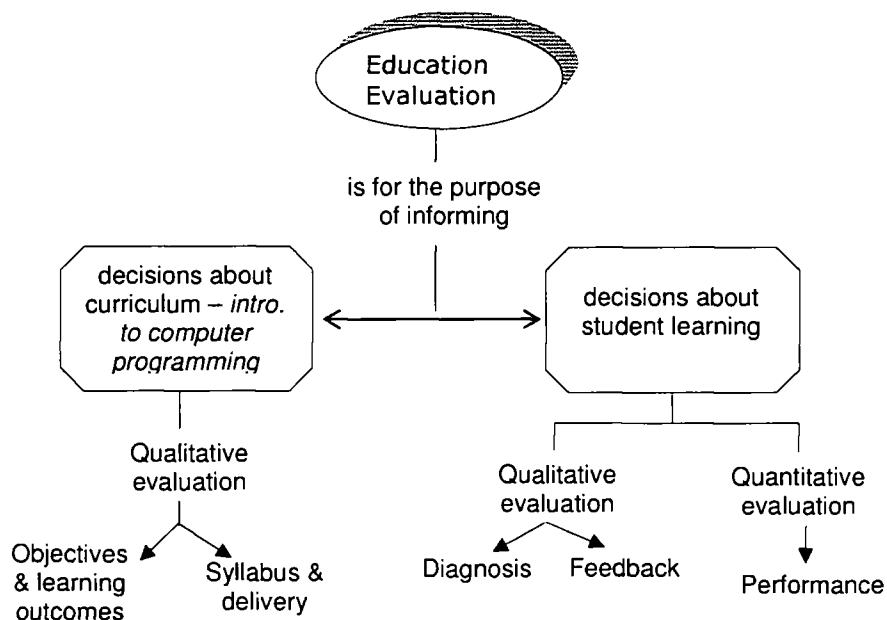 Education
Evaluation
is for the purpose
of informing
decisions about
curriculum – intro.
to computer
programming
decisions about
student learning
Qualitative
evaluation
Qualitative
evaluation
Quantitative
evaluation
Objectives
& learning
outcomes
Syllabus &
delivery
Diagnosis
Feedback
Performance